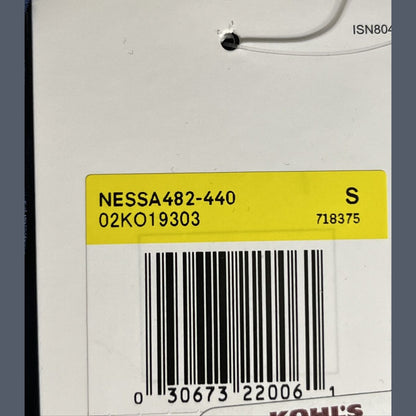 ISN804
NESSA482-440 S
02KO19303 718375
0 30673 22006 1
KOHL'S